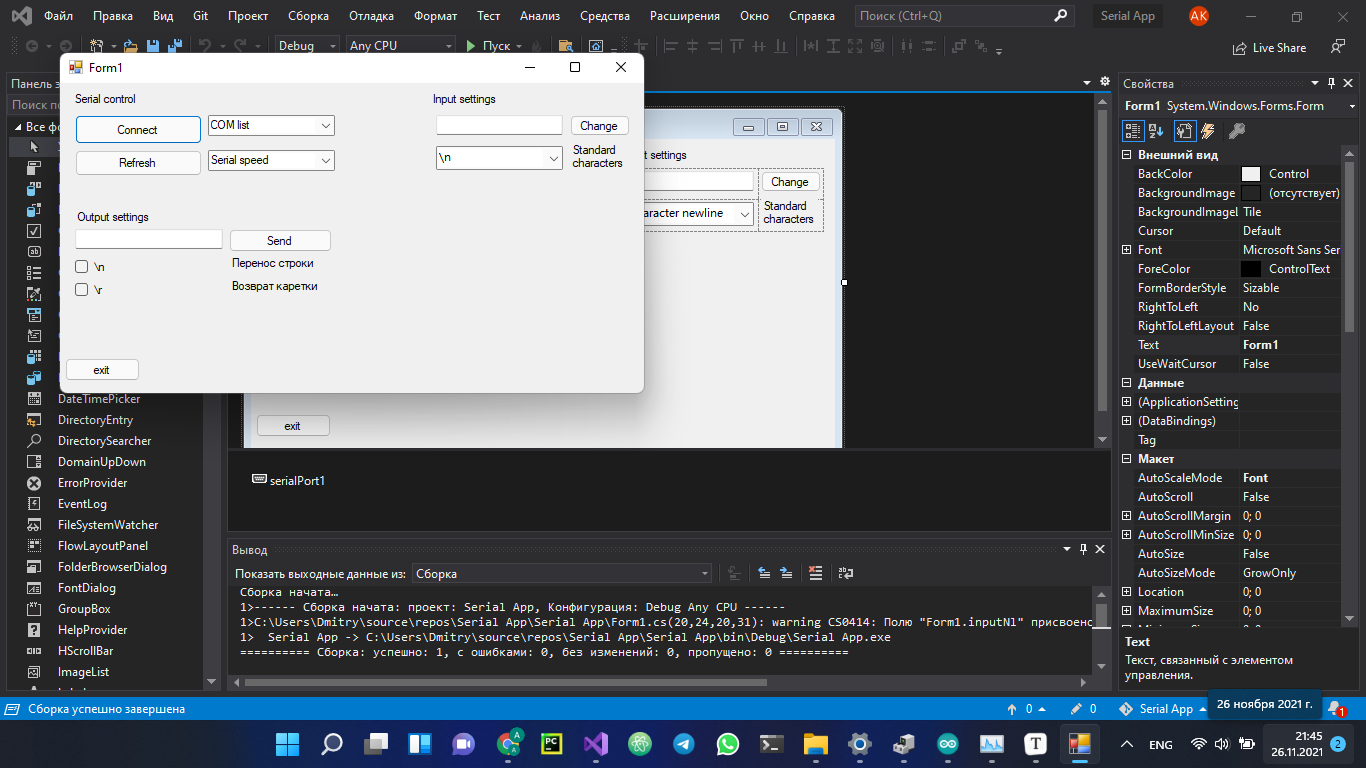 Файл Правка Вид Git Проект Сборка Отладка Формат Тест Анализ Средства Расширения Окно Справка Поиск (Ctrl+Q) Serial App AK
Debug Any CPU Пуск Live Share
Form1
Serial control
Connect COM list
Refresh Serial speed
Input settings
Change
\n Standard
characters
Output settings
Send
\n Перенос строки
\r Возврат каретки
exit
Панель э
Поиск по
Все фо
DateTimePicker
DirectoryEntry
DirectorySearcher
DomainUpDown
ErrorProvider
EventLog
FileSystemWatcher
FlowLayoutPanel
FolderBrowserDialog
FontDialog
GroupBox
HelpProvider
HScrollBar
ImageList
t settings
Change
aracter newline Standard
characters
exit
serialPort1
Вывод
Показать выходные данные из: Сборка
Сборка начата…
1>------ Сборка начата: проект: Serial App, Конфигурация: Debug Any CPU ------
1>C:\Users\Dmitry\source\repos\Serial App\Serial App\Form1.cs(20,24,20,31): warning CS0414: Полю "Form1.inputNl" присвоено
1>  Serial App -> C:\Users\Dmitry\source\repos\Serial App\Serial App\bin\Debug\Serial App.exe
========== Сборка: успешно: 1, с ошибками: 0, без изменений: 0, пропущено: 0 ==========
Свойства
Form1 System.Windows.Forms.Form
Внешний вид
BackColor Control
BackgroundImage (отсутствует)
BackgroundImageL Tile
Cursor Default
Font Microsoft Sans Ser
ForeColor ControlText
FormBorderStyle Sizable
RightToLeft No
RightToLeftLayout False
Text Form1
UseWaitCursor False
Данные
(ApplicationSetting
(DataBindings)
Tag
Макет
AutoScaleMode Font
AutoScroll False
AutoScrollMargin 0; 0
AutoScrollMinSize 0; 0
AutoSize False
AutoSizeMode GrowOnly
Location 0; 0
MaximumSize 0; 0
Text
Текст, связанный с элементом
управления.
Сборка успешно завершена 0 0 Serial App 1
26 ноября 2021 г.
ENG 21:45
26.11.2021 2